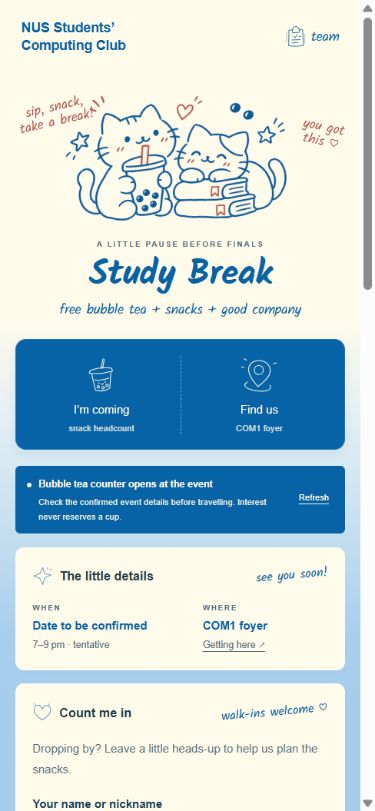 NUS Students'
Computing Club
team
sip, snack,
take a break!
you got
this ♡
A LITTLE PAUSE BEFORE FINALS
Study Break
free bubble tea + snacks + good company
I'm coming
snack headcount
Find us
COM1 foyer
Bubble tea counter opens at the event
Check the confirmed event details before travelling. Interest
never reserves a cup.
Refresh
The little details
see you soon!
WHEN
Date to be confirmed
7–9 pm · tentative
WHERE
COM1 foyer
Getting here ↗
Count me in
walk-ins welcome ♡
Dropping by? Leave a little heads-up to help us plan the
snacks.
Your name or nickname